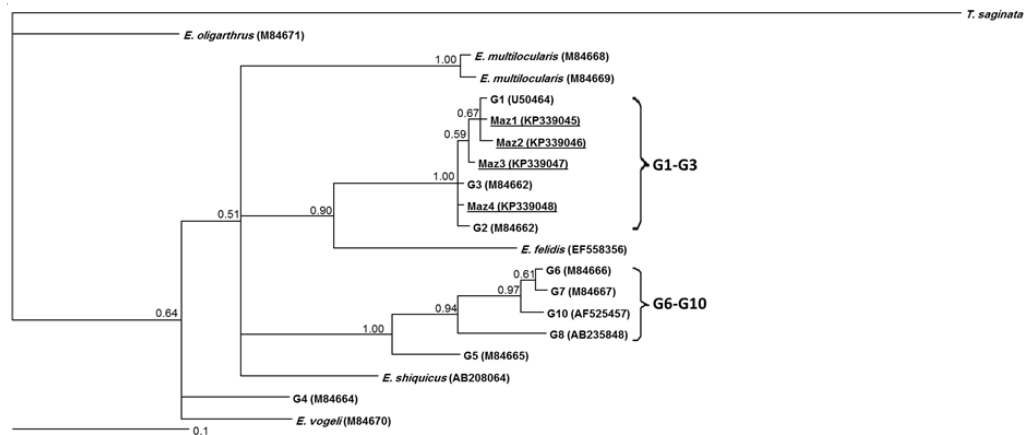 T. saginata
E. oligarthrus (M84671)
1.00
E. multilocularis (M84668)
E. multilocularis (M84669)
G1 (U50464)
0.67
Maz1 (KP339045)
0.59
Maz2 (KP339046)
Maz3 (KP339047)
G1-G3
1.00
G3 (M84662)
0.90
Maz4 (KP339048)
0.51
G2 (M84662)
E. felidis (EF558356)
G6 (M84666)
0.61
0.97
G7 (M84667)
G6-G10
0.94
G10 (AF525457)
0.64
1.00
G8 (AB235848)
G5 (M84665)
E. shiquicus (AB208064)
G4 (M84664)
E. vogeli (M84670)
0.1